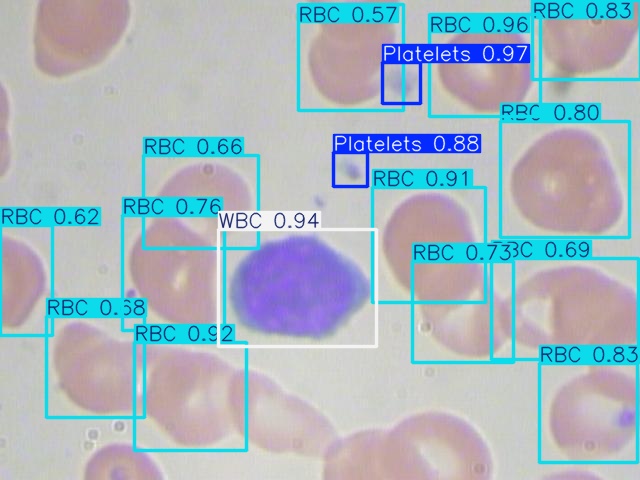 RBC 0.57
RBC 0.96
RBC 0.83
Platelets 0.97
RBC 0.80
Platelets 0.88
RBC 0.66
RBC 0.91
RBC 0.76
RBC 0.62
WBC 0.94
RBC 0.73
RBC 0.69
RBC 0.68
RBC 0.92
RBC 0.83